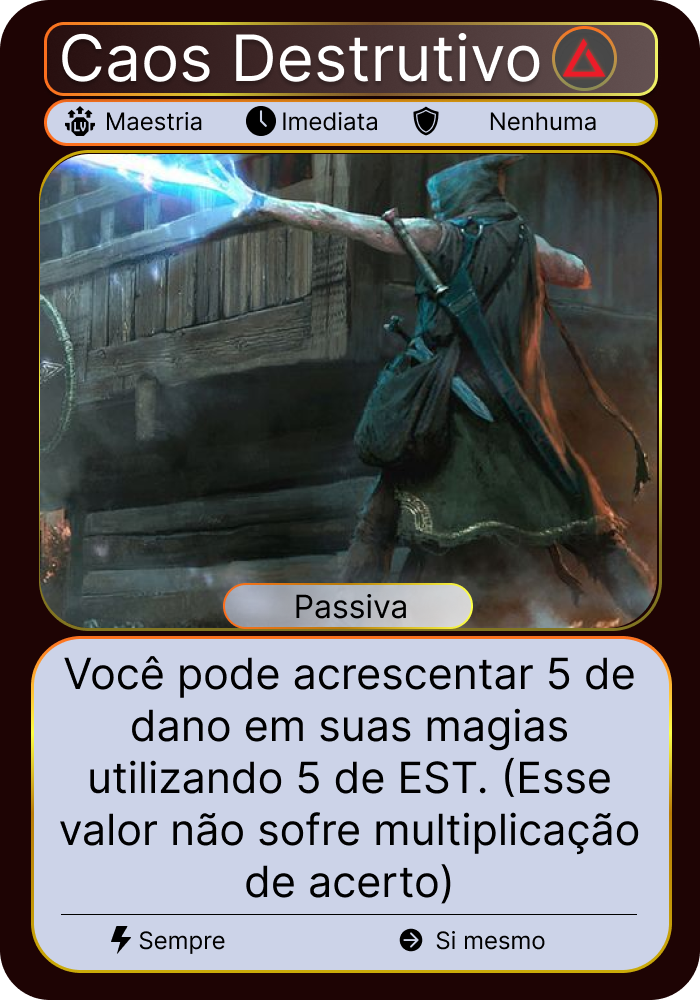 Caos Destrutivo
LV Maestria Imediata Nenhuma
Passiva
Você pode acrescentar 5 de
dano em suas magias
utilizando 5 de EST. (Esse
valor não sofre multiplicação
de acerto)
Sempre Si mesmo